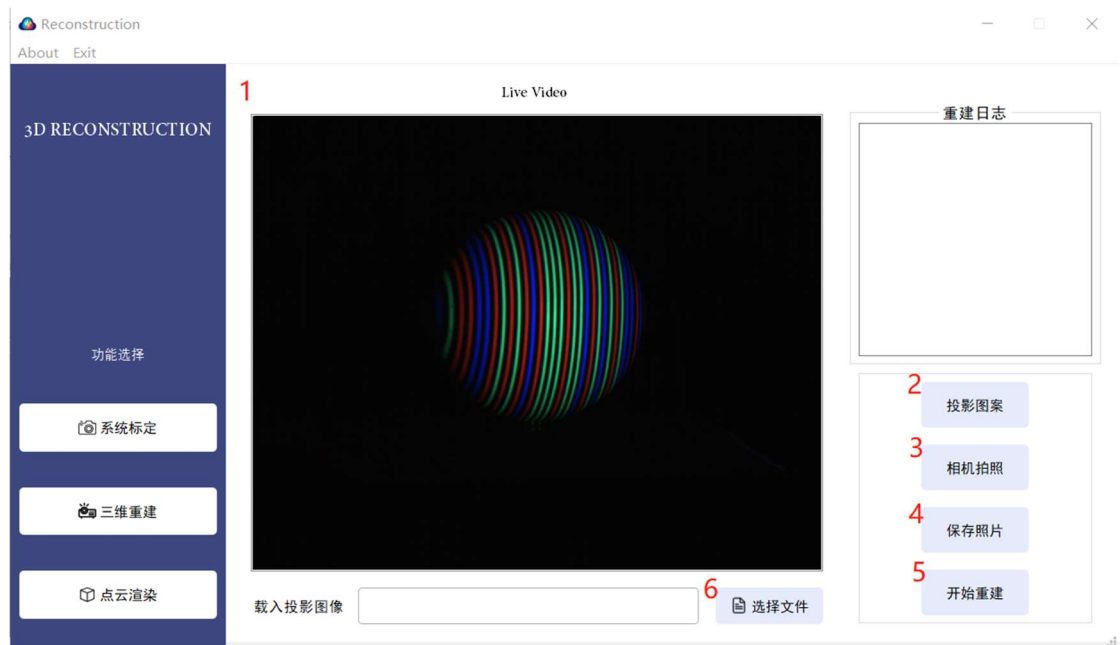 Reconstruction
About Exit
3D RECONSTRUCTION
功能选择
系统标定
三维重建
点云渲染
1
Live Video
载入投影图像
6
选择文件
重建日志
2
投影图案
3
相机拍照
4
保存照片
5
开始重建